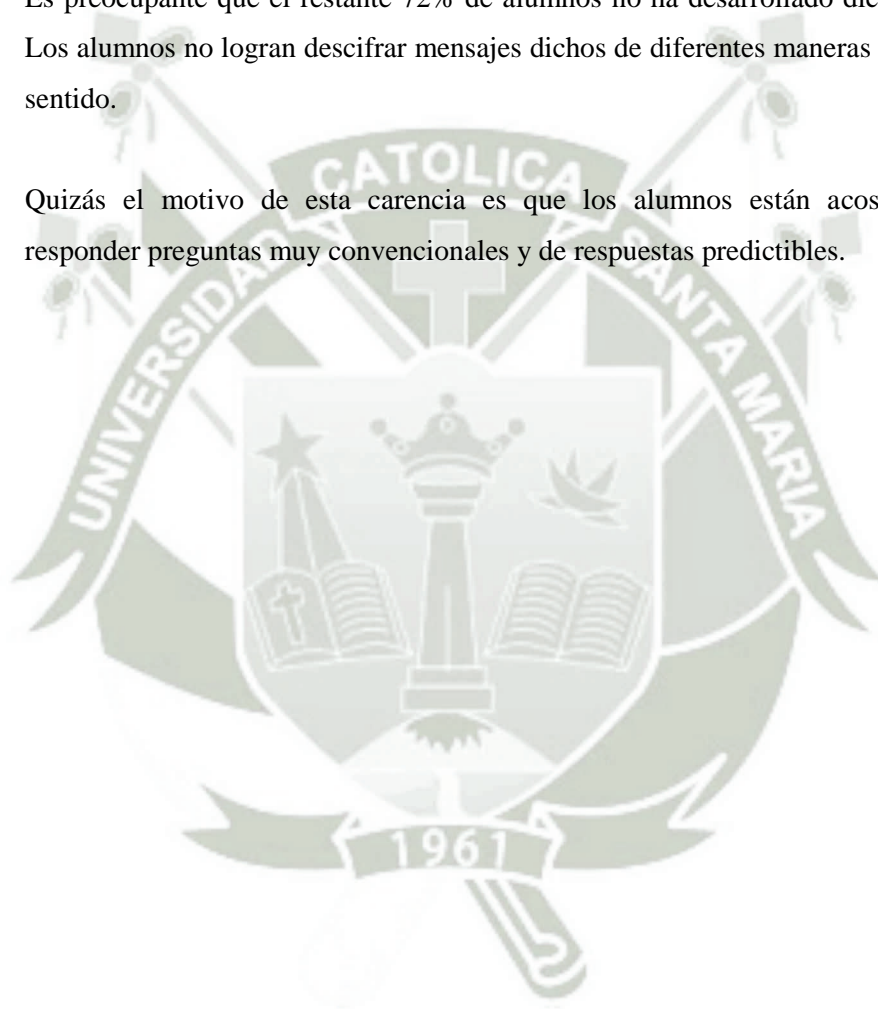 Es preocupante que el restante 72% de alumnos no ha desarrollado
Los alumnos no logran descifrar mensajes dichos de diferentes maneras
sentido.
Quizás el motivo de esta carencia es que los alumnos están
responder preguntas muy convencionales y de respuestas predictibles.
UNIVERSIDAD
CATOLICA
SANTA MARIA
1961